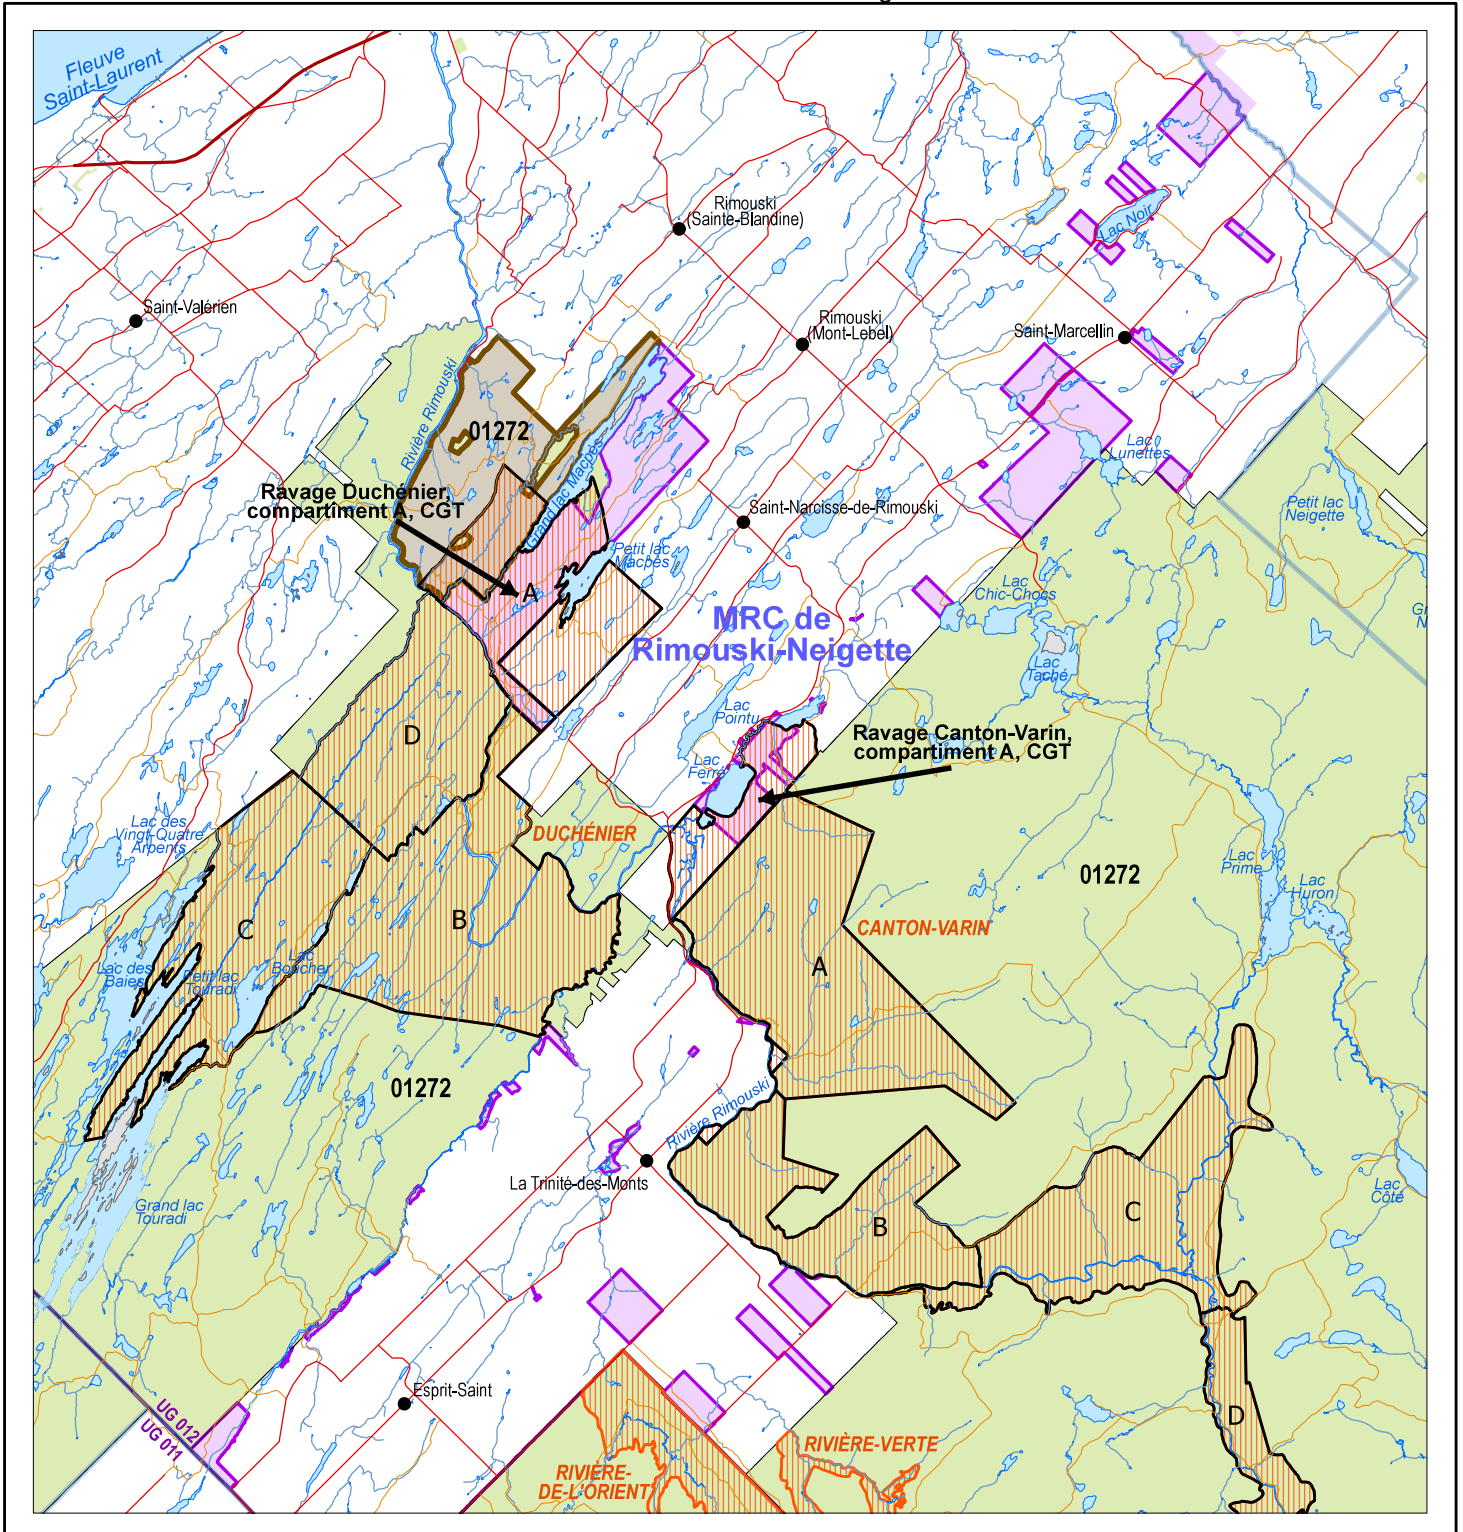 Fleuve
Saint-Laurent
Rimouski
(Sainte-Blandine)
Lac Noir
Saint-Valérien
Rimouski
(Mont-Lebel)
Saint-Marcellin
Rivière Rimouski
01272
Lac
Lunettes
Grand lac Macpès
Ravage Duchénier,
compartiment A, CGT
Saint-Narcisse-de-Rimouski
Petit lac
Neigette
Petit lac
Macpès
A
Lac
Chic-Chocs
MRC de
Rimouski-Neigette
Lac
Taché
Lac
Pointu
D
Ravage Canton-Varin,
compartiment A, CGT
Lac
Ferré
Lac des
Vingt-Quatre
Arpents
DUCHÉNIER
01272
Lac
Prime
Lac
Huron
C
B
CANTON-VARIN
A
Lac des
Baies
Petit lac
Touradi
Lac
Boucher
01272
Rivière Rimouski
La Trinité-des-Monts
Grand lac
Touradi
B
C
Lac
Côté
Esprit-Saint
UG 012
UG 011
D
RIVIÈRE-VERTE
RIVIÈRE-
DE-L'ORIENT